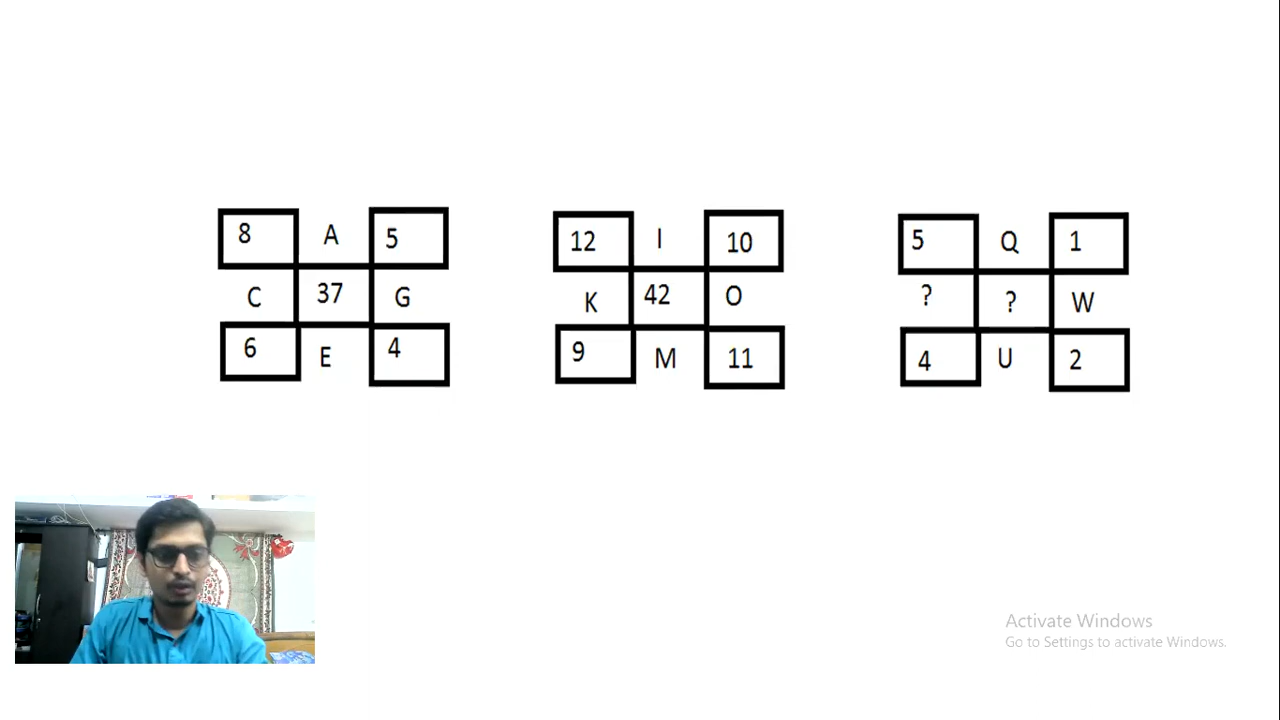 8 A 5
C 37 G
6 E 4
12 I 10
K 42 O
9 M 11
5 Q 1
? ? W
4 U 2
Activate Windows
Go to Settings to activate Windows.